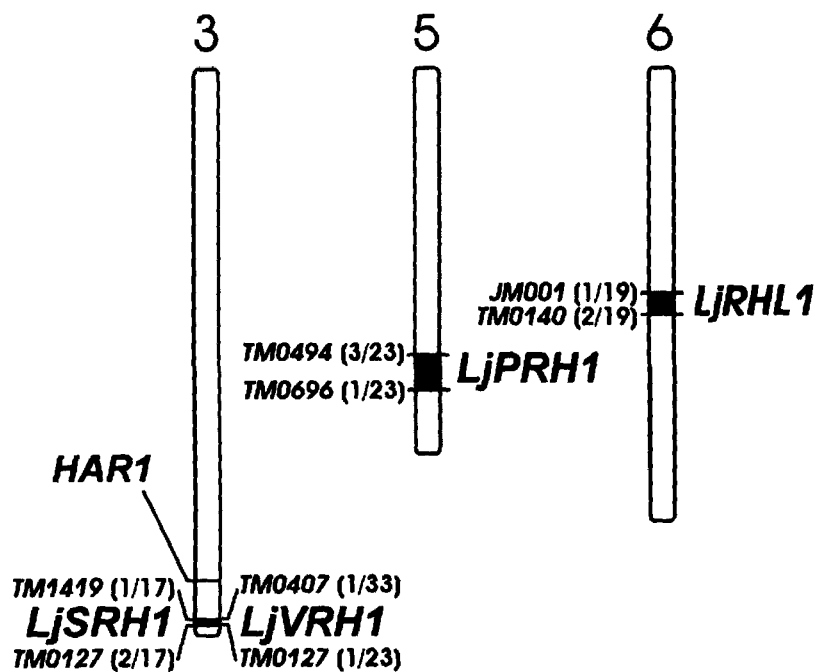 3 5 6
JM001 (1/19)
LjRHL1
TM0140 (2/19)
TM0494 (3/23)
LjPRH1
TM0696 (1/23)
HAR1
TM1419 (1/17) TM0407 (1/33)
LjSRH1 LjVRH1
TM0127 (2/17) TM0127 (1/23)